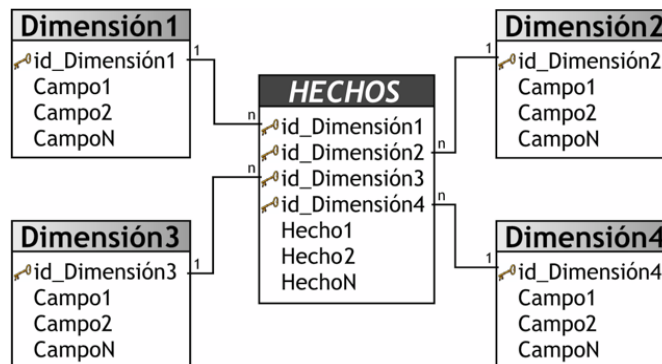 Dimensión1
id_Dimensión1
Campo1
Campo2
CampoN
1
Dimensión2
id_Dimensión2
Campo1
Campo2
CampoN
1
HECHOS
id_Dimensión1
id_Dimensión2
id_Dimensión3
id_Dimensión4
Hecho1
Hecho2
HechoN
n
n
n
n
Dimensión3
id_Dimensión3
Campo1
Campo2
CampoN
1
Dimensión4
id_Dimensión4
Campo1
Campo2
CampoN
1